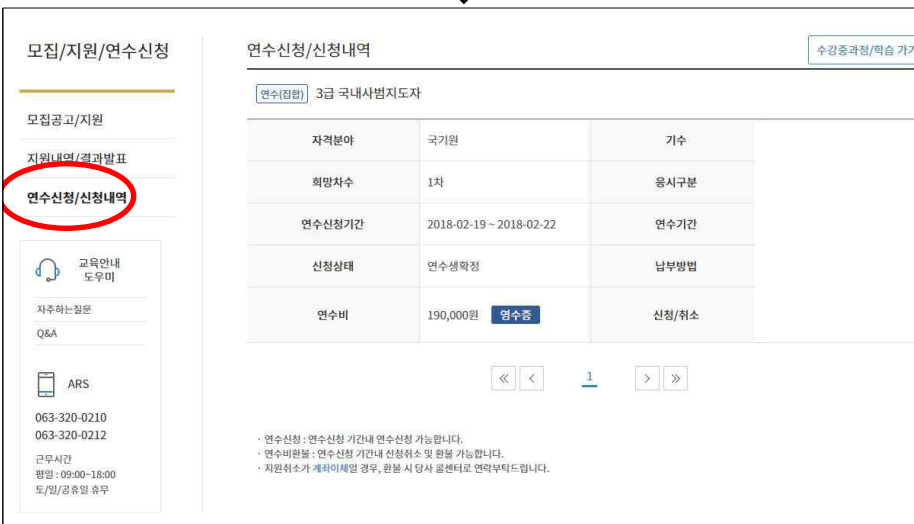 모집/지원/연수신청
모집공고/지원
지원내역/결과발표
연수신청/신청내역
교육안내
도우미
자주하는질문
Q&A
ARS
063-320-0210
063-320-0212
근무시간
평일 : 09:00~18:00
토/일/공휴일 휴무
연수신청/신청내역
수강중과정/학습 가기
연수(집합) 3급 국내사범지도자
자격분야 국기원 기수
희망차수 1차 응시구분
연수신청기간 2018-02-19 ~ 2018-02-22 연수기간
신청상태 연수생확정 납부방법
연수비 190,000원 영수증 신청/취소
« < 1 > »
· 연수신청 : 연수신청 기간내 연수신청 가능합니다.
· 연수비환불 : 연수신청 기간내 신청취소 및 환불 가능합니다.
· 지원취소가 계좌이체일 경우, 환불 시 당사 콜센터로 연락부탁드립니다.